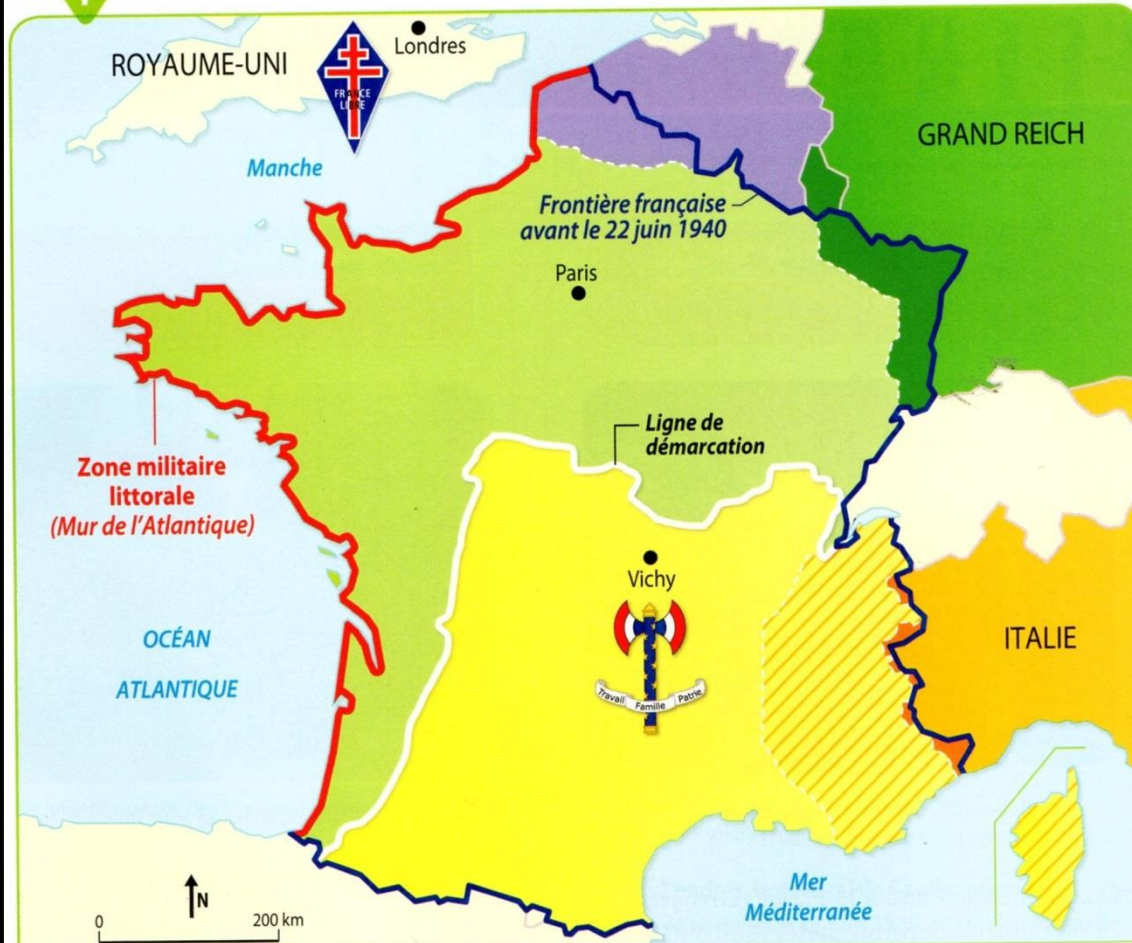 ROYAUME-UNI
Londres
FRANCE
LIBRE
Manche
GRAND REICH
Frontière française
avant le 22 juin 1940
Paris
Ligne de
démarcation
Zone militaire
littorale
(Mur de l'Atlantique)
Vichy
Travail Famille Patrie
OCÉAN
ATLANTIQUE
ITALIE
Mer
Méditerranée
N
0 200 km